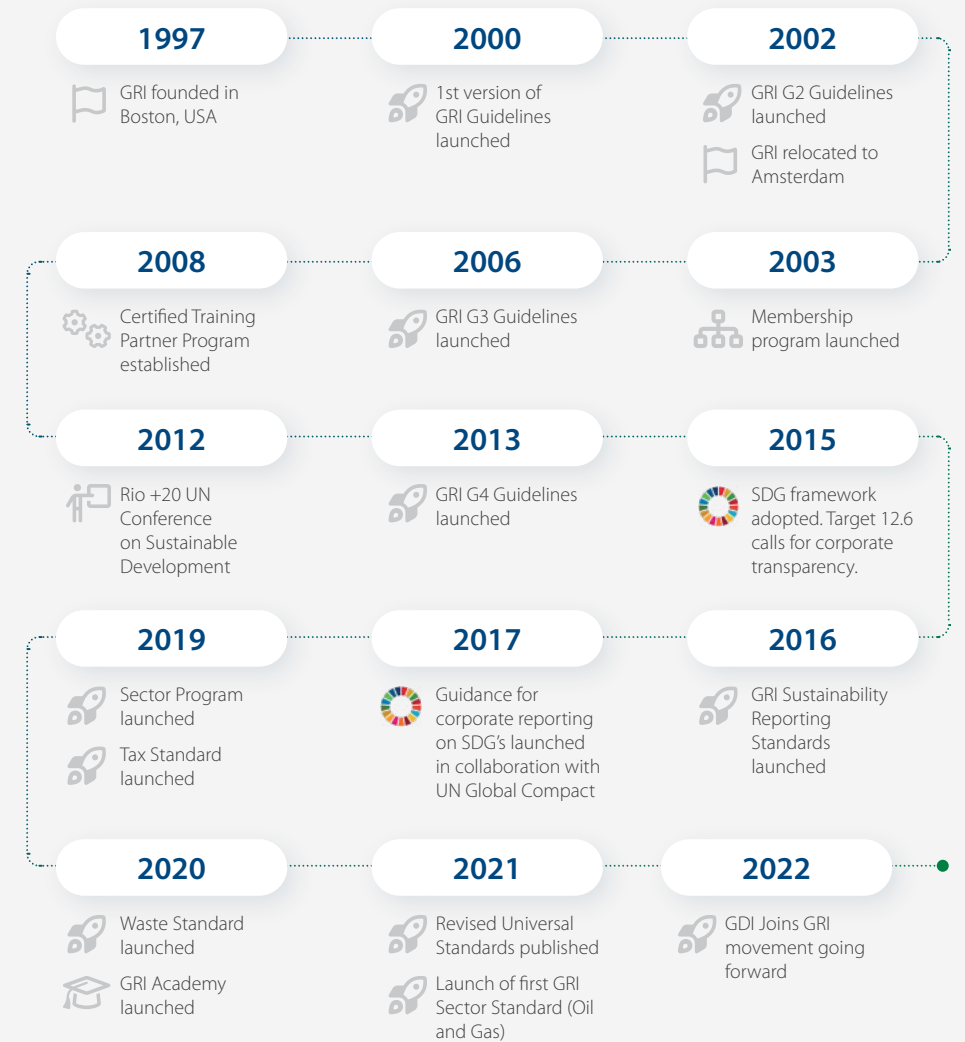 1997
GRI founded in
Boston, USA
2000
1st version of
GRI Guidelines
launched
2002
GRI G2 Guidelines
launched
GRI relocated to
Amsterdam
2003
Membership
program launched
2006
GRI G3 Guidelines
launched
2008
Certified Training
Partner Program
established
2012
Rio +20 UN
Conference
on Sustainable
Development
2013
GRI G4 Guidelines
launched
2015
SDG framework
adopted. Target 12.6
calls for corporate
transparency.
2016
GRI Sustainability
Reporting
Standards
launched
2017
Guidance for
corporate reporting
on SDG's launched
in collaboration with
UN Global Compact
2019
Sector Program
launched
Tax Standard
launched
2020
Waste Standard
launched
GRI Academy
launched
2021
Revised Universal
Standards published
Launch of first GRI
Sector Standard (Oil
and Gas)
2022
GDI Joins GRI
movement going
forward